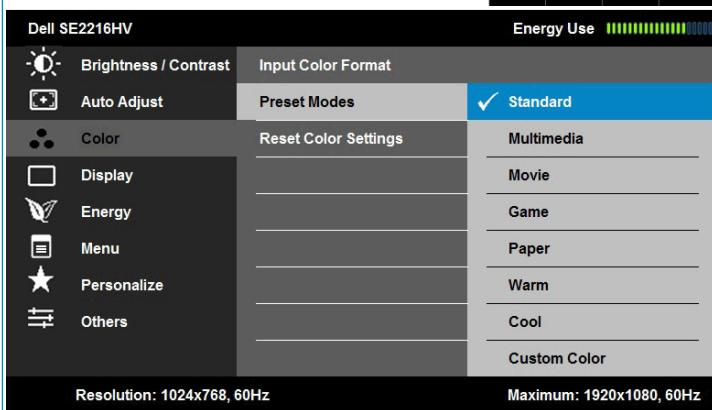 Dell SE2216HV Energy Use
Brightness / Contrast Input Color Format
Auto Adjust Preset Modes Standard
Color Reset Color Settings Multimedia
Display Movie
Energy Game
Menu Paper
Personalize Warm
Others Cool
Custom Color
Resolution: 1024x768, 60Hz Maximum: 1920x1080, 60Hz